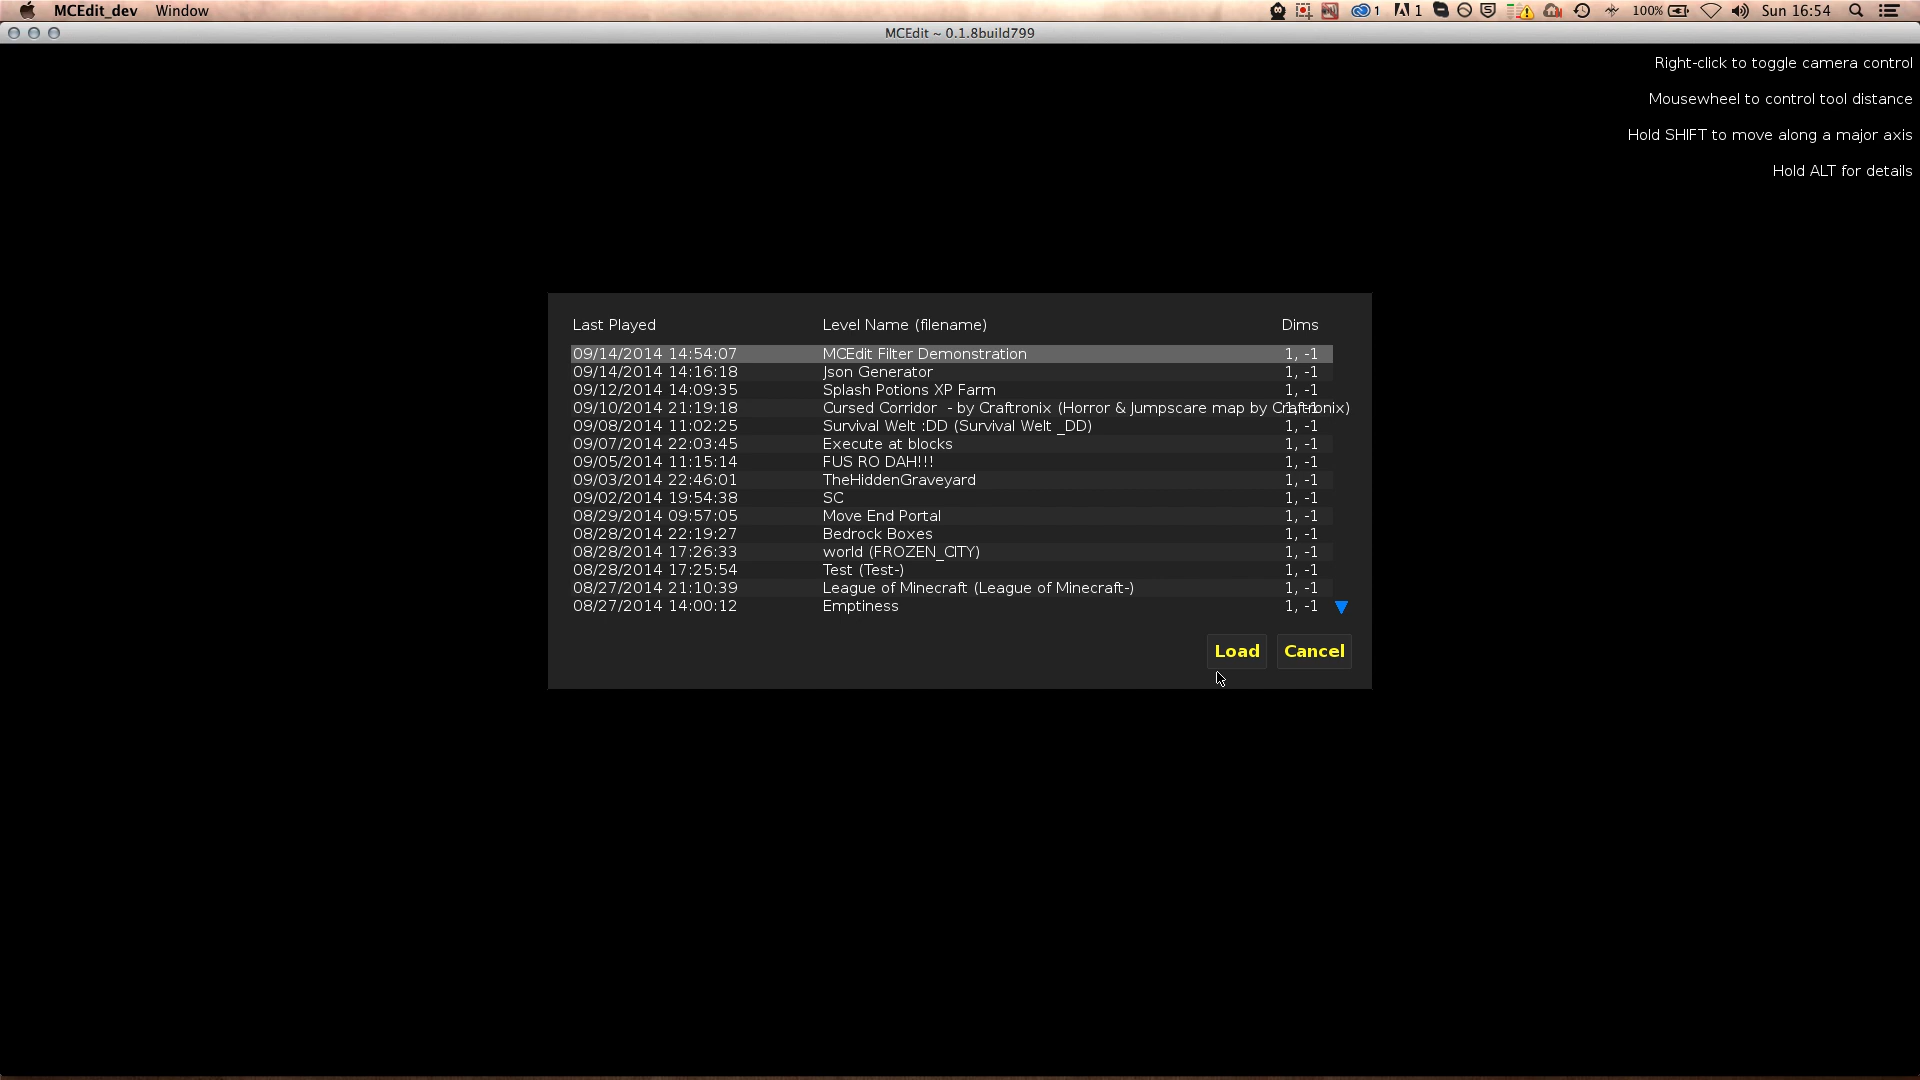 MCEdit_dev Window 1 1 100% Sun 16:54
MCEdit ~ 0.1.8build799
Right-click to toggle camera control
Mousewheel to control tool distance
Hold SHIFT to move along a major axis
Hold ALT for details
Last Played Level Name (filename) Dims
09/14/2014 14:54:07 MCEdit Filter Demonstration 1, -1
09/14/2014 14:16:18 Json Generator 1, -1
09/12/2014 14:09:35 Splash Potions XP Farm 1, -1
09/10/2014 21:19:18 Cursed Corridor - by Craftronix (Horror & Jumpscare map by Craftronix) 1, -1
09/08/2014 11:02:25 Survival Welt :DD (Survival Welt _DD) 1, -1
09/07/2014 22:03:45 Execute at blocks 1, -1
09/05/2014 11:15:14 FUS RO DAH!!! 1, -1
09/03/2014 22:46:01 TheHiddenGraveyard 1, -1
09/02/2014 19:54:38 SC 1, -1
08/29/2014 09:57:05 Move End Portal 1, -1
08/28/2014 22:19:27 Bedrock Boxes 1, -1
08/28/2014 17:26:33 world (FROZEN_CITY) 1, -1
08/28/2014 17:25:54 Test (Test-) 1, -1
08/27/2014 21:10:39 League of Minecraft (League of Minecraft-) 1, -1
08/27/2014 14:00:12 Emptiness 1, -1
Load Cancel